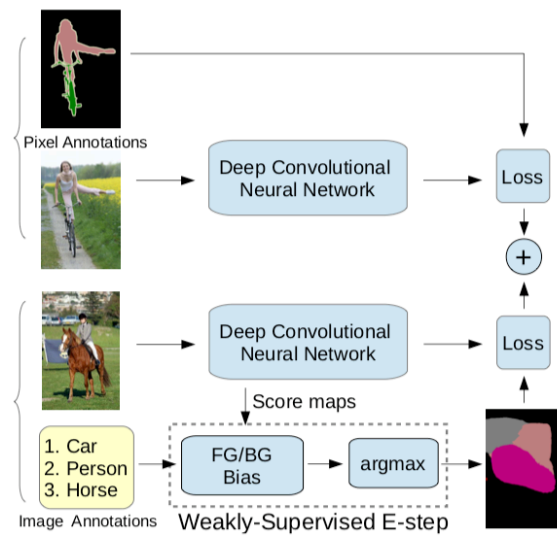 Pixel Annotations
Deep Convolutional
Neural Network
Loss
+
Deep Convolutional
Neural Network
Loss
Score maps
1. Car
2. Person
3. Horse
FG/BG
Bias
argmax
Image Annotations
Weakly-Supervised E-step